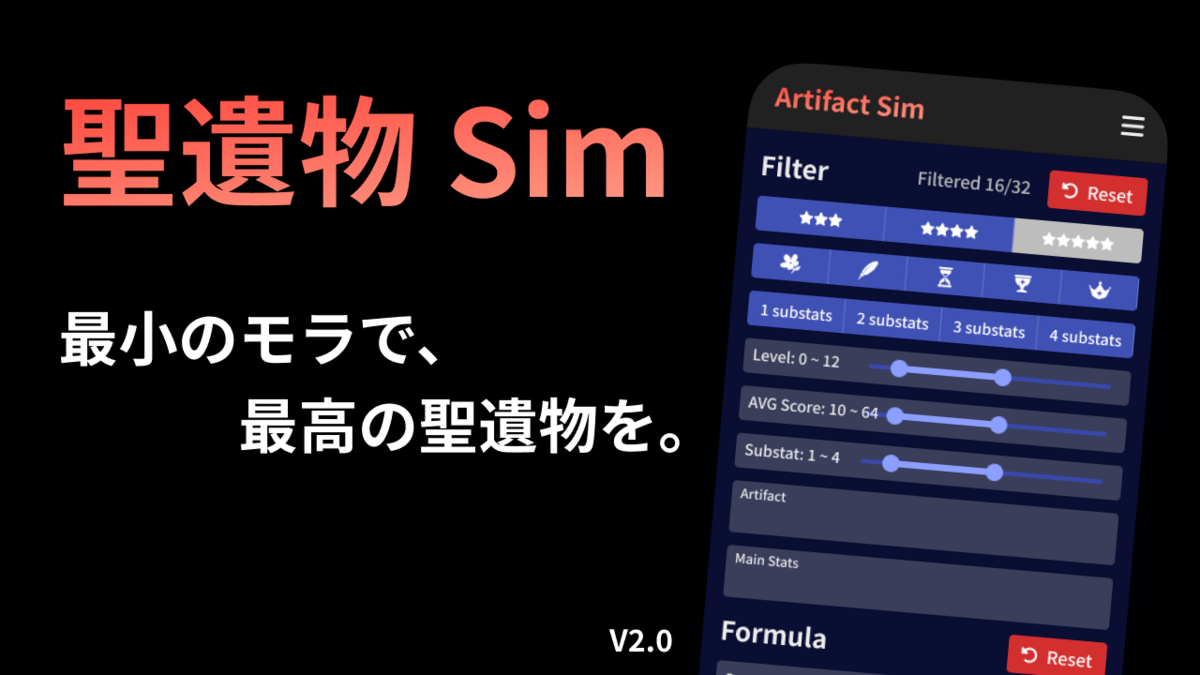 聖遺物 Sim
最小のモラで、
最高の聖遺物を。
V2.0
Artifact Sim
Filter
Filtered 16/32
Reset
1 substats
2 substats
3 substats
4 substats
Level: 0 ~ 12
AVG Score: 10 ~ 64
Substat: 1 ~ 4
Artifact
Main Stats
Formula
Reset